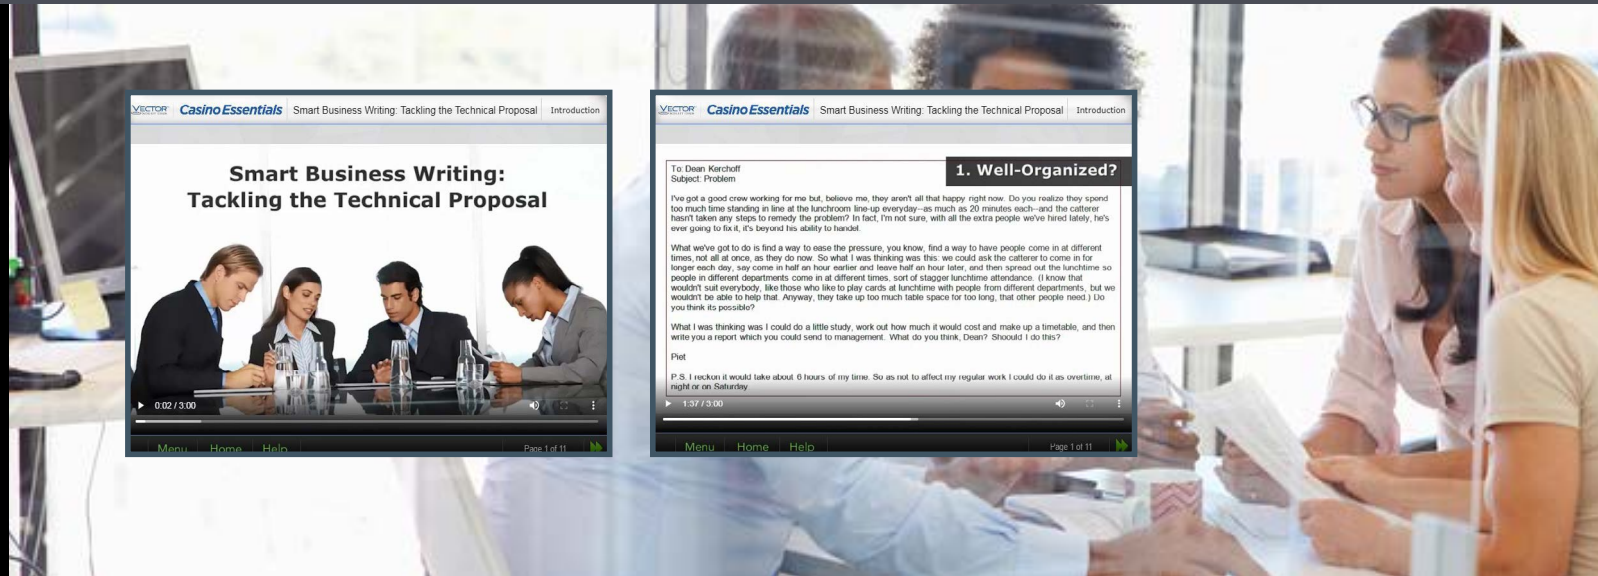 VECTOR CasinoEssentials Smart Business Writing: Tackling the Technical Proposal Introduction
Smart Business Writing:
Tackling the Technical Proposal
0:02 / 3:00
Menu Home Help Page 1 of 11
VECTOR CasinoEssentials Smart Business Writing: Tackling the Technical Proposal Introduction
1. Well-Organized?
To: Dean Kerchoff
Subject: Problem
I've got a good crew working for me but, believe me, they aren't all that happy right now. Do you realize they spend
too much time standing in line at the lunchroom line-up everyday--as much as 20 minutes each--and the catterer
hasn't taken any steps to remedy the problem? In fact, I'm not sure, with all the extra people we've hired lately, he's
ever going to fix it, it's beyond his ability to handel.
What we've got to do is find a way to ease the pressure, you know, find a way to have people come in at different
times, not all at once, as they do now. So what I was thinking was this: we could ask the catterer to come in for
longer each day, say come in half an hour earlier and leave half an hour later, and then spread out the lunchtime so
people in different departments come in at different times, sort of stagger lunchtime attendance. (I know that
wouldn't suit everybody, like those who like to play cards at lunchtime with people from different departments, but we
wouldn't be able to help that. Anyway, they take up too much table space for too long, that other people need.) Do
you think its possible?
What I was thinking was I could do a little study, work out how much it would cost and make up a timetable, and then
write you a report which you could send to management. What do you think, Dean? Shoould I do this?
Piet
P.S. I reckon it would take about 6 hours of my time. So as not to affect my regular work I could do it as overtime, at
night or on Saturday
1:37 / 3:00
Menu Home Help Page 1 of 11